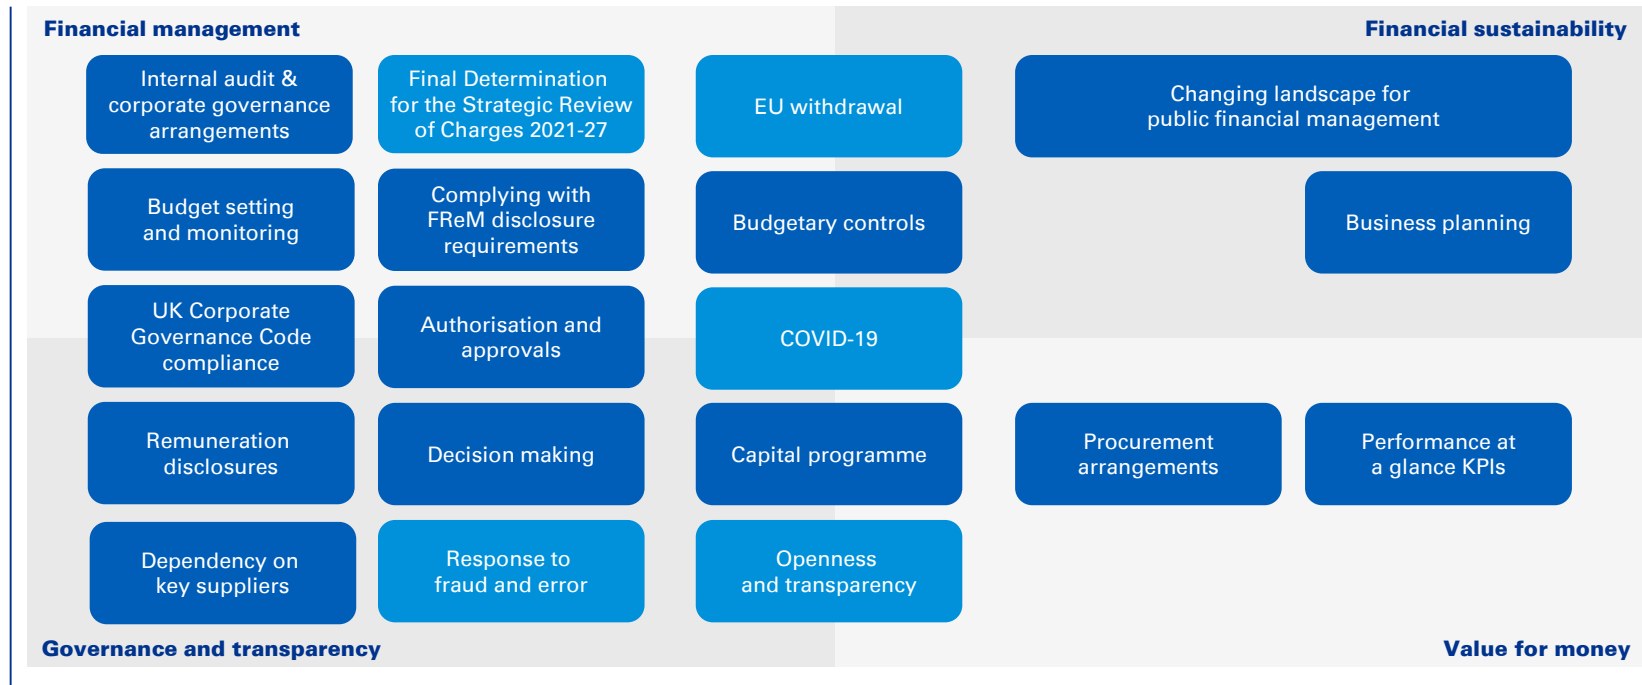 Financial management
Financial sustainability
Internal audit &
corporate governance
arrangements
Final Determination
for the Strategic Review
of Charges 2021-27
EU withdrawal
Changing landscape for
public financial management
Budget setting
and monitoring
Complying with
FReM disclosure
requirements
Budgetary controls
Business planning
UK Corporate
Governance Code
compliance
Authorisation and
approvals
COVID-19
Remuneration
disclosures
Decision making
Capital programme
Procurement
arrangements
Performance at
a glance KPIs
Dependency on
key suppliers
Response to
fraud and error
Openness
and transparency
Governance and transparency
Value for money